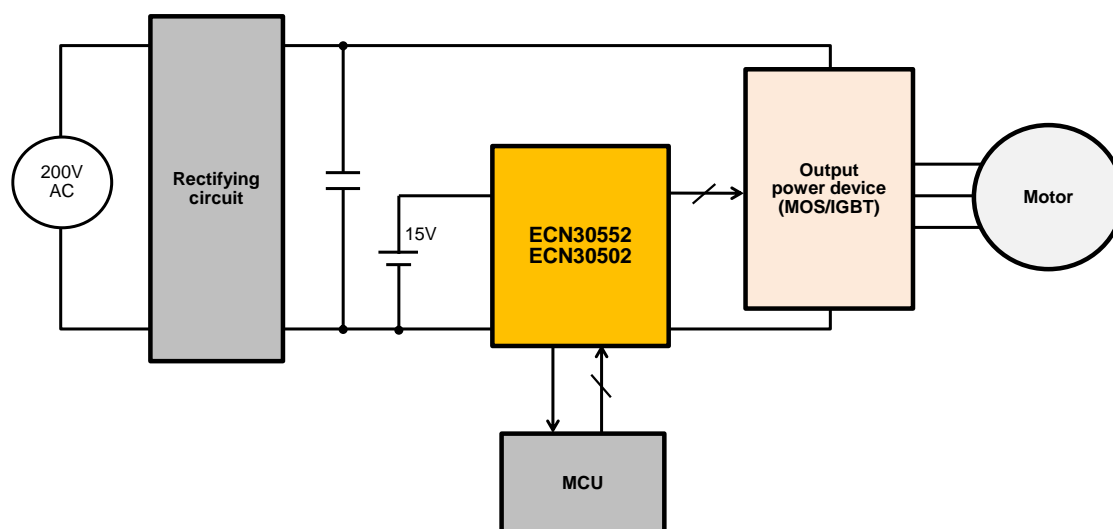 200V
AC
Rectifying
circuit
15V
ECN30552
ECN30502
Output
power device
(MOS/IGBT)
Motor
MCU